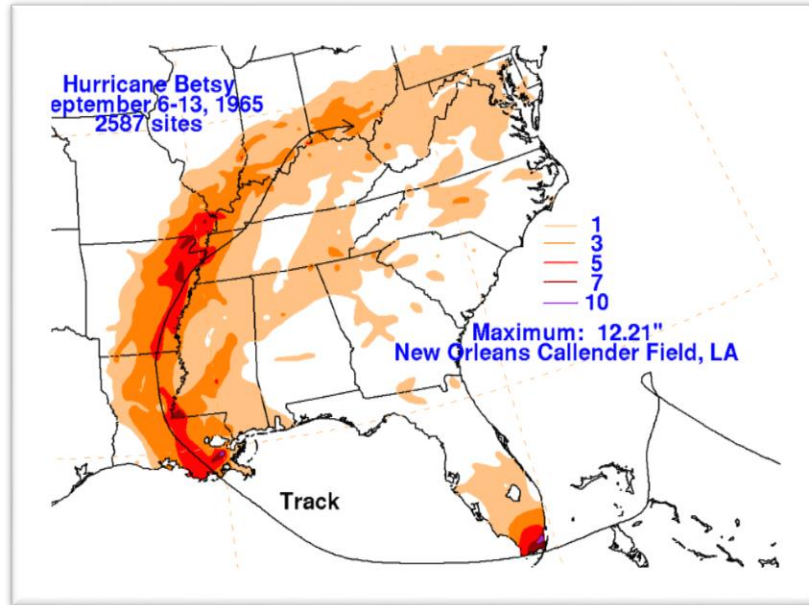 Hurricane Betsy
eptember 6-13, 1965
2587 sites
1
3
5
7
10
Maximum: 12.21"
New Orleans Callender Field, LA
Track